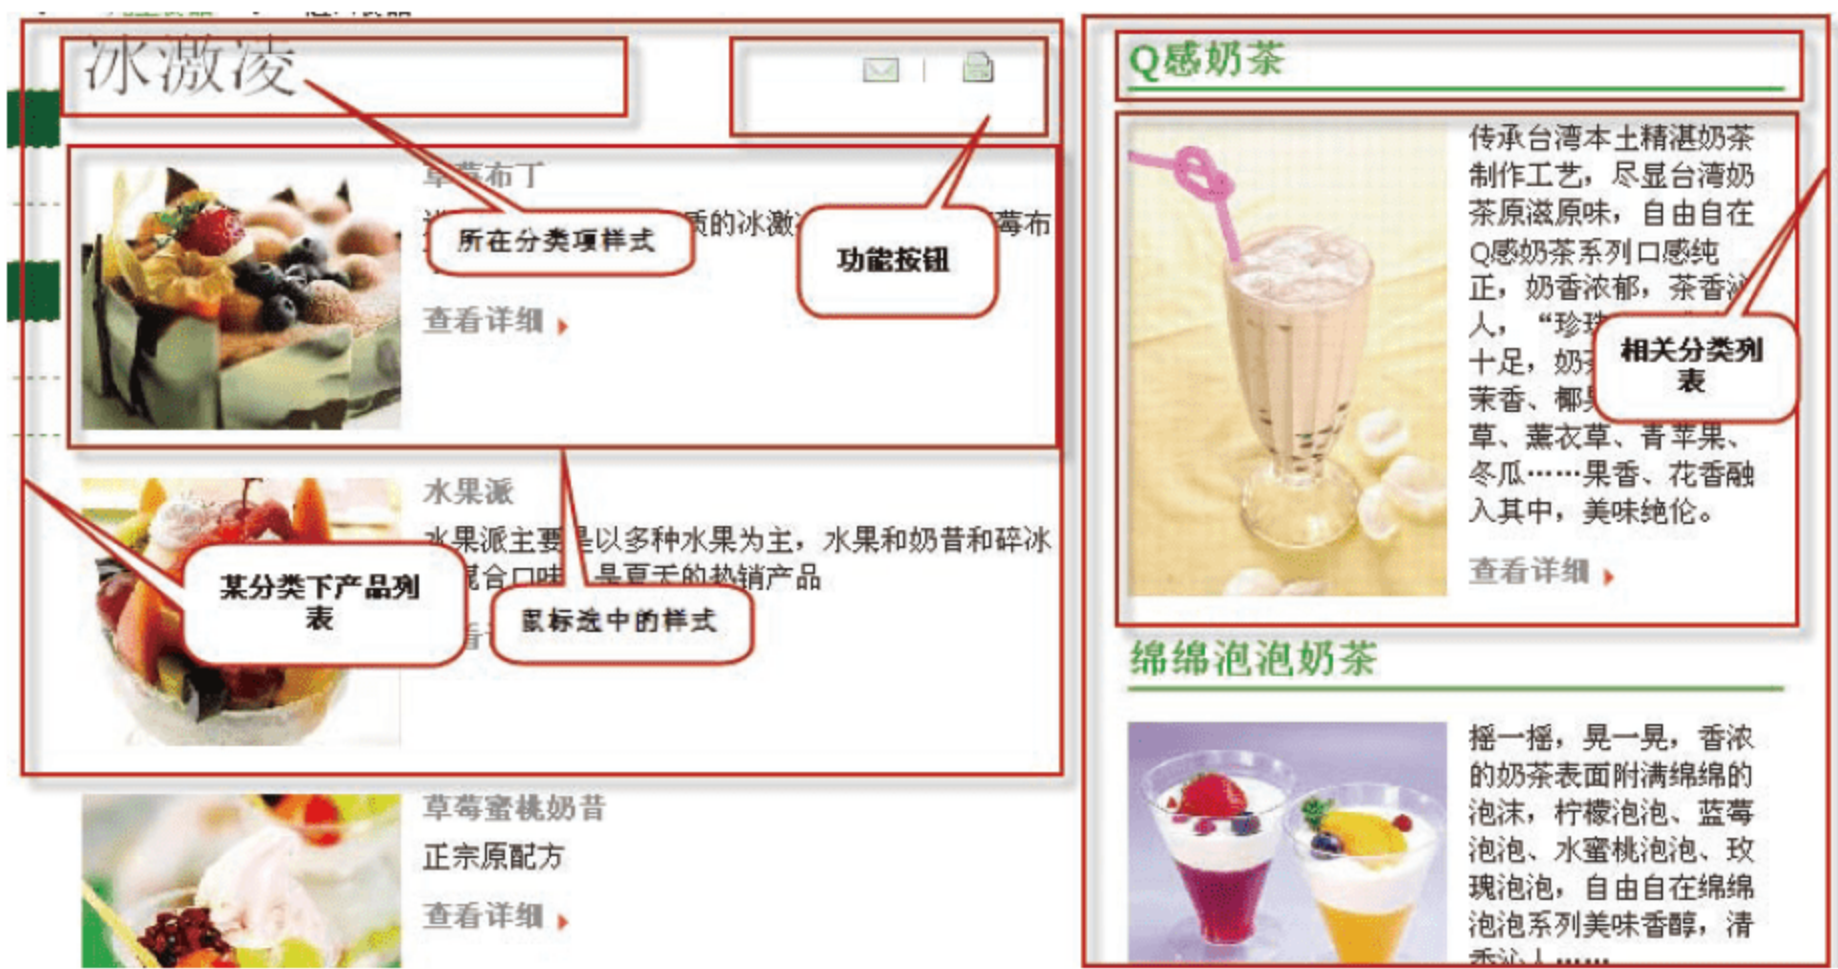 冰激凌
草莓布丁
质的冰激
莓布
所在分类项样式
功能按钮
查看详细
水果派
水果派主要是以多种水果为主，水果和奶昔和碎冰
混合口味 是夏天的热销产品
某分类下产品列
表
鼠标选中的样式
草莓蜜桃奶昔
正宗原配方
查看详细
Q感奶茶
传承台湾本土精湛奶茶
制作工艺，尽显台湾奶
茶原滋原味，自由自在
Q感奶茶系列口感纯
正，奶香浓郁，茶香沁
人，“珍珠
十足，奶茶
茉香、椰果
草、薰衣草、青苹果、
冬瓜……果香、花香融
入其中，美味绝伦。
相关分类列
表
查看详细
绵绵泡泡奶茶
摇一摇，晃一晃，香浓
的奶茶表面附满绵绵的
泡沫，柠檬泡泡、蓝莓
泡泡、水蜜桃泡泡、玫
瑰泡泡，自由自在绵绵
泡泡系列美味香醇，清
香沁人……